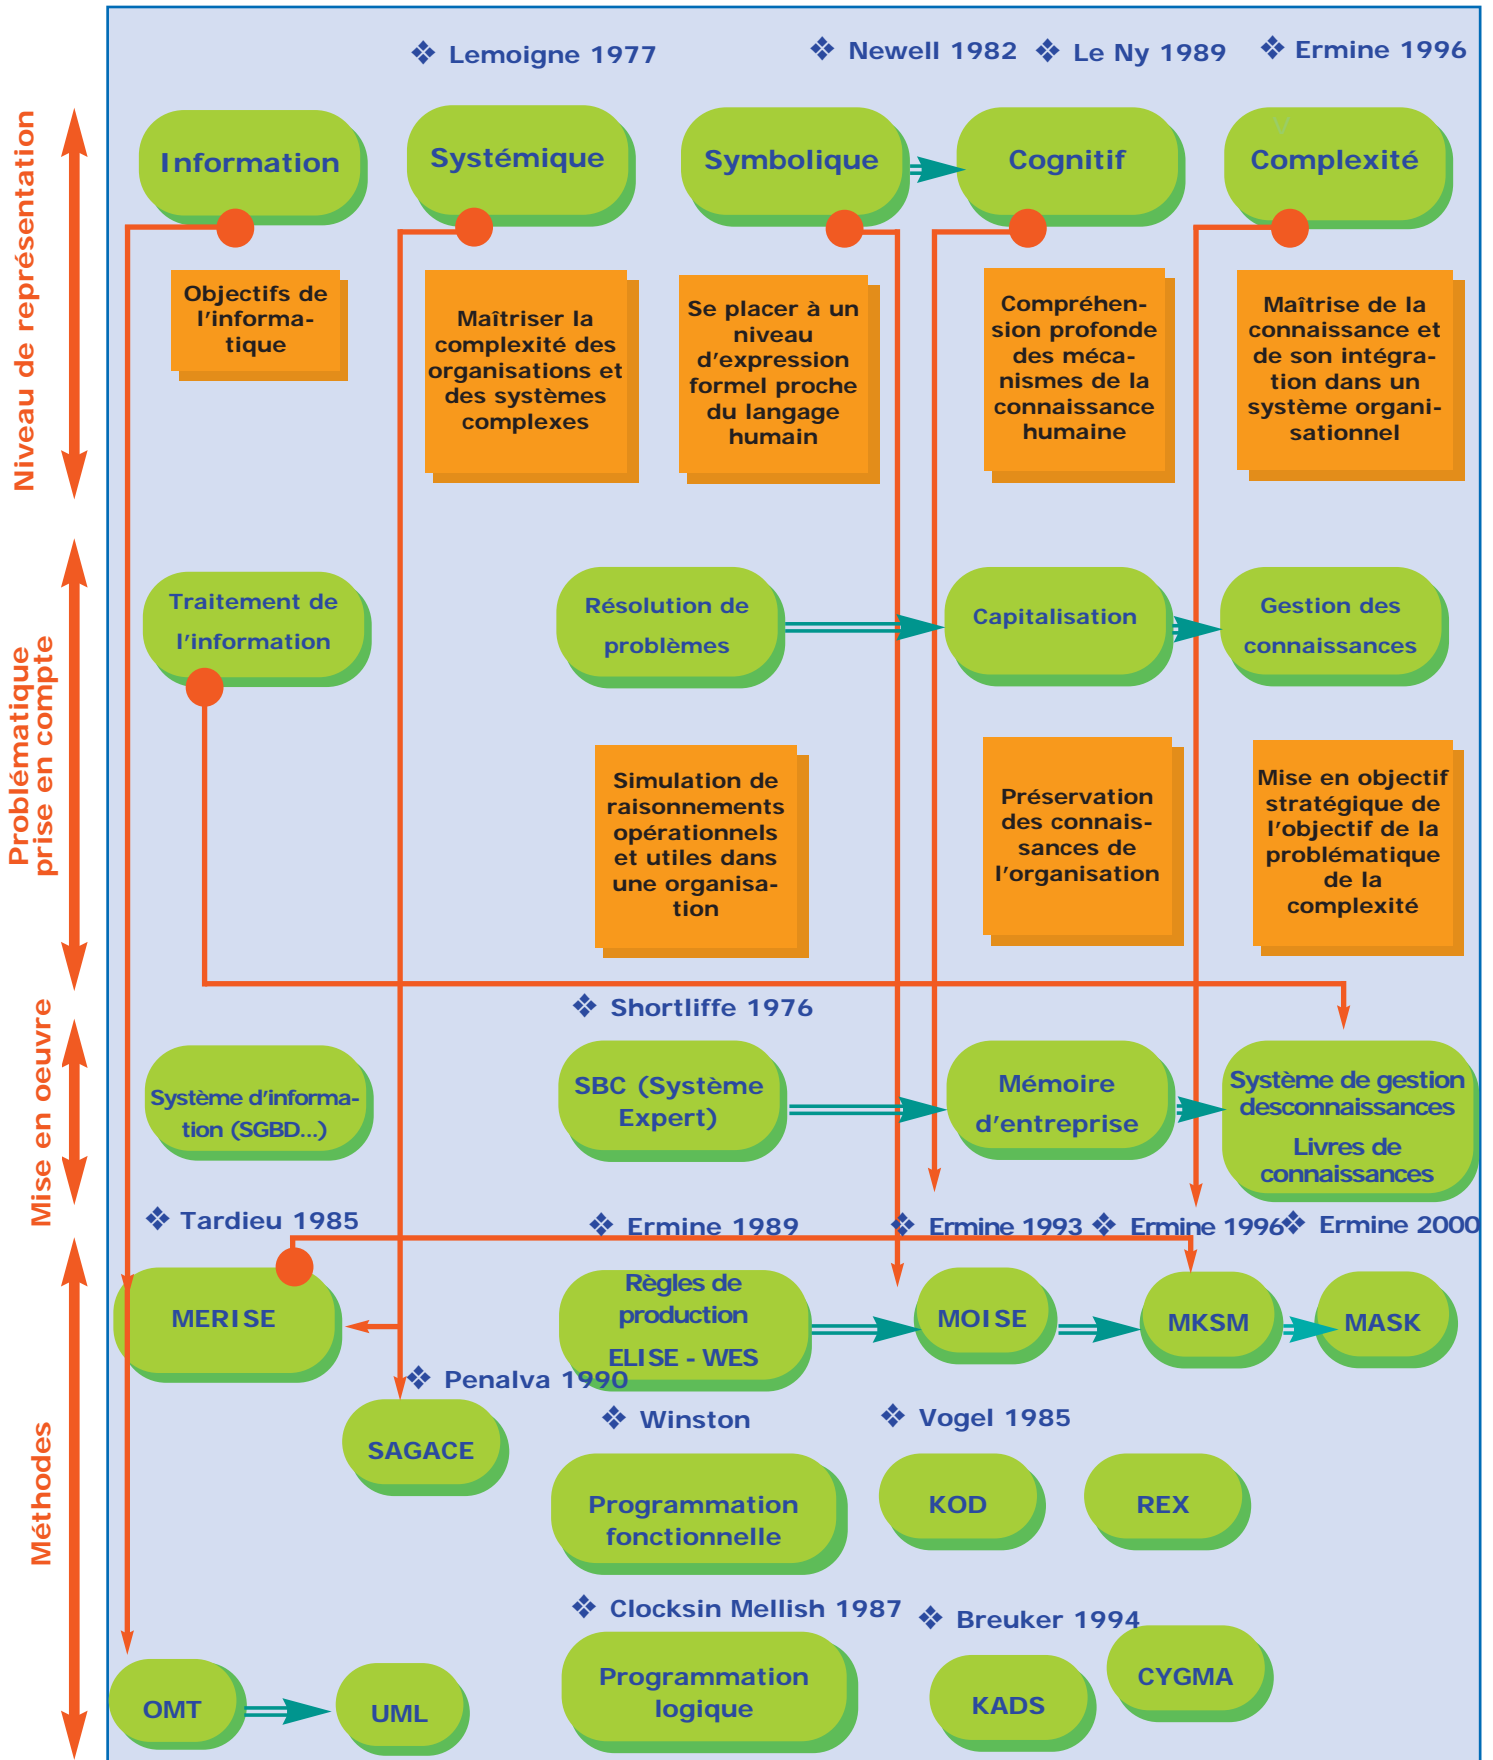 ❖ Lemoigne 1977
❖ Newell 1982
❖ Le Ny 1989
❖ Ermine 1996
Niveau de représentation
Information
Systémique
Symbolique
Cognitif
Complexité
Objectifs de
l'informa-
tique
Maîtriser la
complexité des
organisations et
des systèmes
complexes
Se placer à un
niveau
d'expression
formel proche
du langage
humain
Compréhen-
sion profonde
des méca-
nismes de la
connaissance
humaine
Maîtrise de la
connaissance et
de son intégra-
tion dans un
système organi-
sationnel
Problématique
prise en compte
Traitement de
l'information
Résolution de
problèmes
Capitalisation
Gestion des
connaissances
Simulation de
raisonnements
opérationnels
et utiles dans
une organisa-
tion
Préservation
des connais-
sances de
l'organisation
Mise en objectif
stratégique de
l'objectif de la
problématique
de la
complexité
Mise en oeuvre
❖ Shortliffe 1976
Système d'informa-
tion (SGBD...)
SBC (Système
Expert)
Mémoire
d'entreprise
Système de gestion
desconnaissances
Livres de
connaissances
Méthodes
❖ Tardieu 1985
❖ Ermine 1989
❖ Ermine 1993
❖ Ermine 1996
❖ Ermine 2000
MERISE
Règles de
production
ELISE - WES
MOISE
MKSM
MASK
❖ Penalva 1990
SAGACE
❖ Winston
❖ Vogel 1985
Programmation
fonctionnelle
KOD
REX
❖ Clocksin Mellish 1987
❖ Breuker 1994
OMT
UML
Programmation
logique
KADS
CYGMA